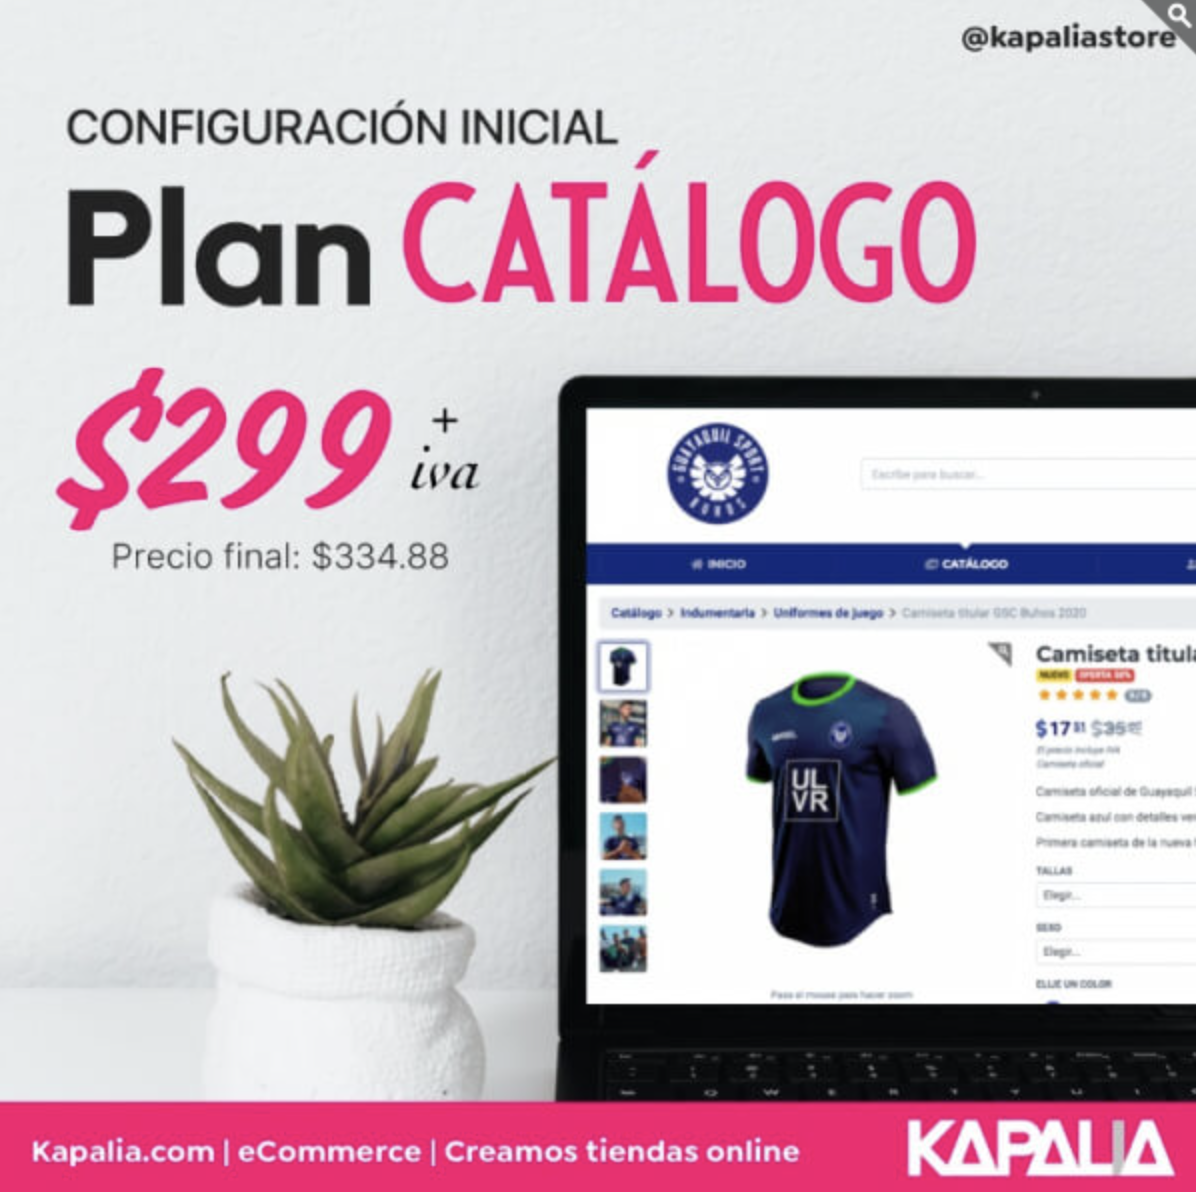 @kapaliastore
CONFIGURACIÓN INICIAL
Plan CATÁLOGO
$299 + iva
Precio final: $334.88
GUAYAQUIL SPORT
BUHOS
Escribe para buscar...
INICIO
CATÁLOGO
Catálogo > Indumentaria > Uniformes de juego > Camiseta titular GSC Buhos 2020
Camiseta titula
NUEVO OFERTA 50%
$17 $35
El precio incluye IVA
Camiseta oficial
Camiseta oficial de Guayaquil
Camiseta azul con detalles ver
Primera camiseta de la nueva
TALLAS
Elegir...
SEXO
Elegir...
ELIJE UN COLOR
UL
VR
Pasa el mouse para hacer zoom
Kapalia.com | eCommerce | Creamos tiendas online
KAPALIA